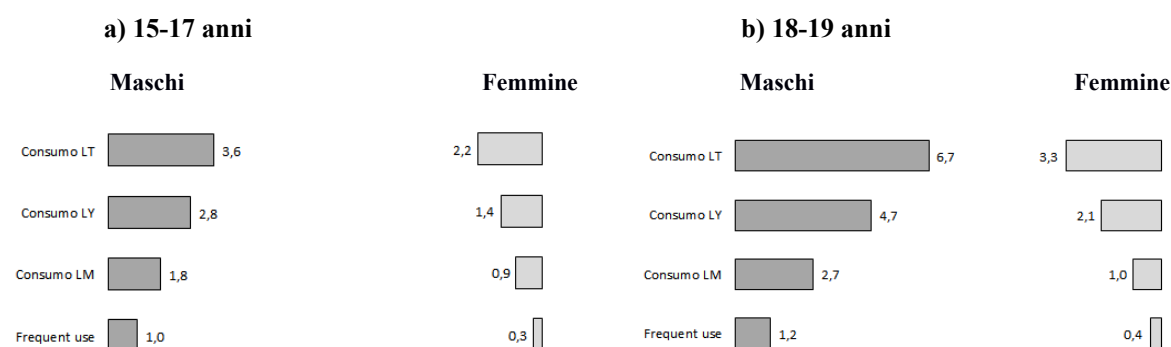 a) 15-17 anni
b) 18-19 anni
Maschi
Femmine
Maschi
Femmine
Consumo LT
3,6
2,2
Consumo LT
6,7
3,3
Consumo LY
2,8
1,4
Consumo LY
4,7
2,1
Consumo LM
1,8
0,9
Consumo LM
2,7
1,0
Frequent use
1,0
0,3
Frequent use
1,2
0,4